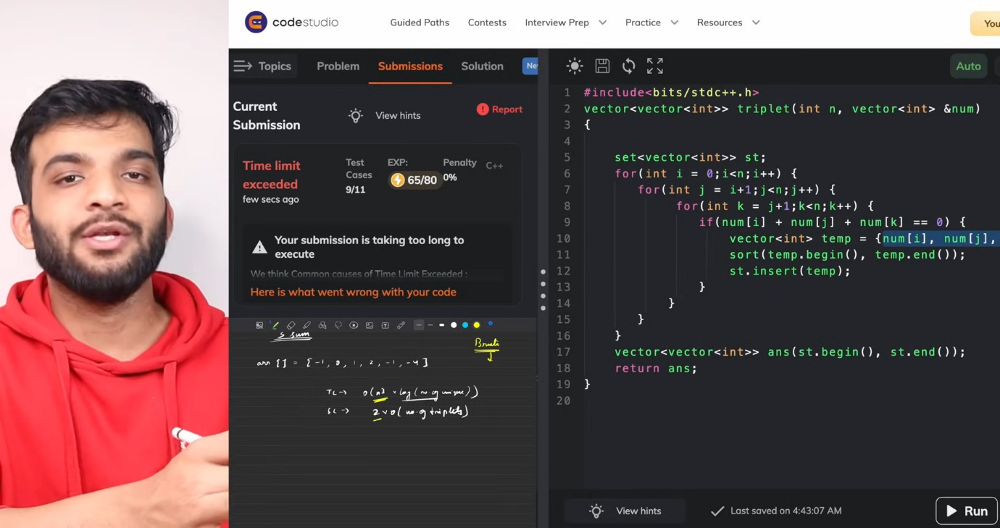 codestudio
Guided Paths
Contests
Interview Prep
Practice
Resources
You
Topics
Problem
Submissions
Solution
Ne
Auto
Current
Submission
View hints
Report
Time limit
exceeded
few secs ago
Test
Cases
9/11
EXP:
65/80
Penalty
0%
C++
Your submission is taking too long to
execute
We think Common causes of Time Limit Exceeded :
Here is what went wrong with your code
3 sum
Brute
arr [] = [ -1, 0, 1, 2, -1, -4 ]
TC → O(n3 × log(no. of unique))
SC → 2 × O(no. of triplets)
1 #include<bits/stdc++.h>
2 vector<vector<int>> triplet(int n, vector<int> &num)
3 {
4
5 set<vector<int>> st;
6 for(int i = 0;i<n;i++) {
7 for(int j = i+1;j<n;j++) {
8 for(int k = j+1;k<n;k++) {
9 if(num[i] + num[j] + num[k] == 0) {
10 vector<int> temp = {num[i], num[j],
11 sort(temp.begin(), temp.end());
12 st.insert(temp);
13 }
14 }
15 }
16 }
17 vector<vector<int>> ans(st.begin(), st.end());
18 return ans;
19 }
20
View hints
Last saved on 4:43:07 AM
Run